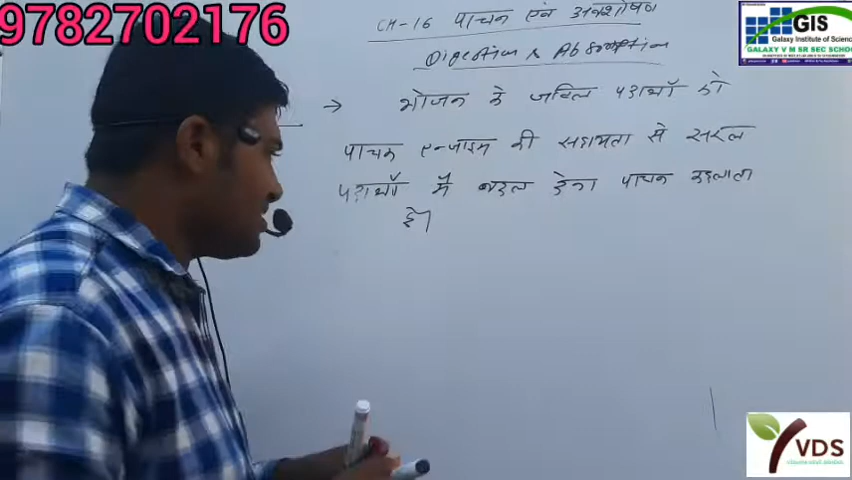 9782702176
CH-16 पाचन एवं अवशोषण
Digestion & Absorption
→ भोजन के जटिल पदार्थों को
पाचक एन्जाइम की सहायता से सरल
पदार्थों में बदल देना पाचन कहलाता
है।
GIS
Galaxy Institute of Science
GALAXY V M SR SEC SCHOOL
VDS